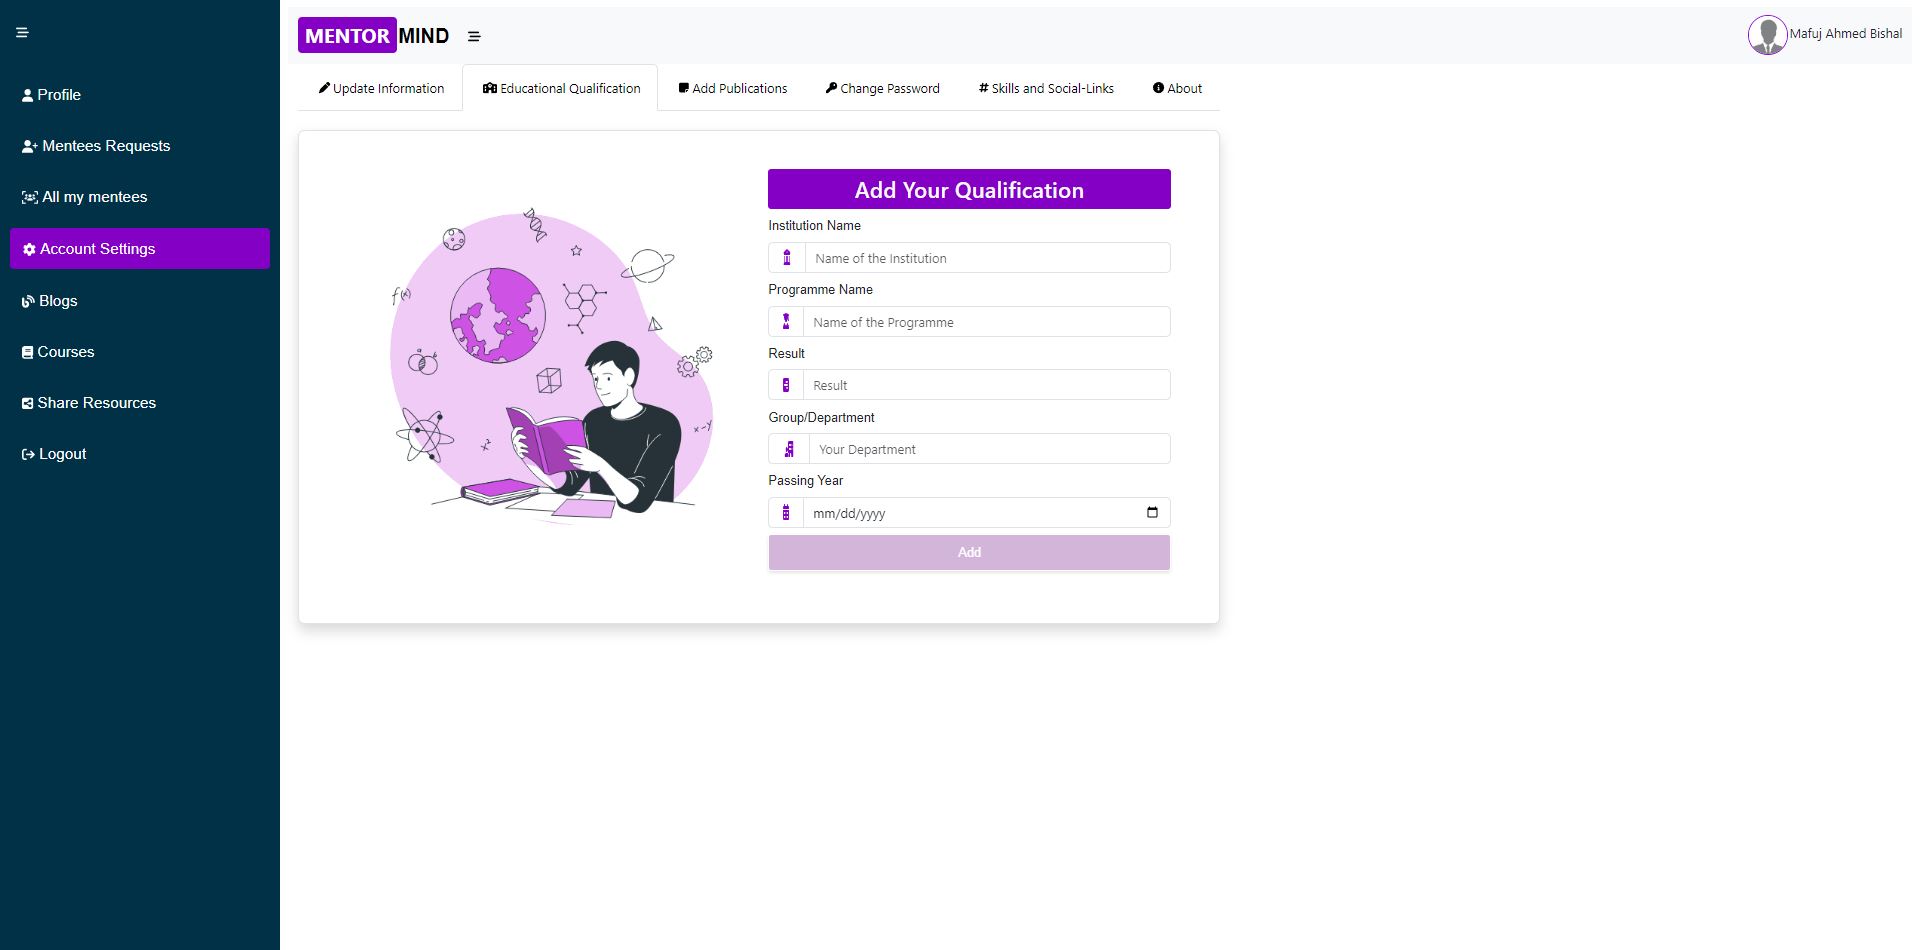 MENTOR MIND
Mafuj Ahmed Bishal
Profile
Mentees Requests
All my mentees
Account Settings
Blogs
Courses
Share Resources
Logout
Update Information
Educational Qualification
Add Publications
Change Password
# Skills and Social-Links
About
f(x)
a b
x²
x-y
Add Your Qualification
Institution Name
Name of the Institution
Programme Name
Name of the Programme
Result
Result
Group/Department
Your Department
Passing Year
mm/dd/yyyy
Add